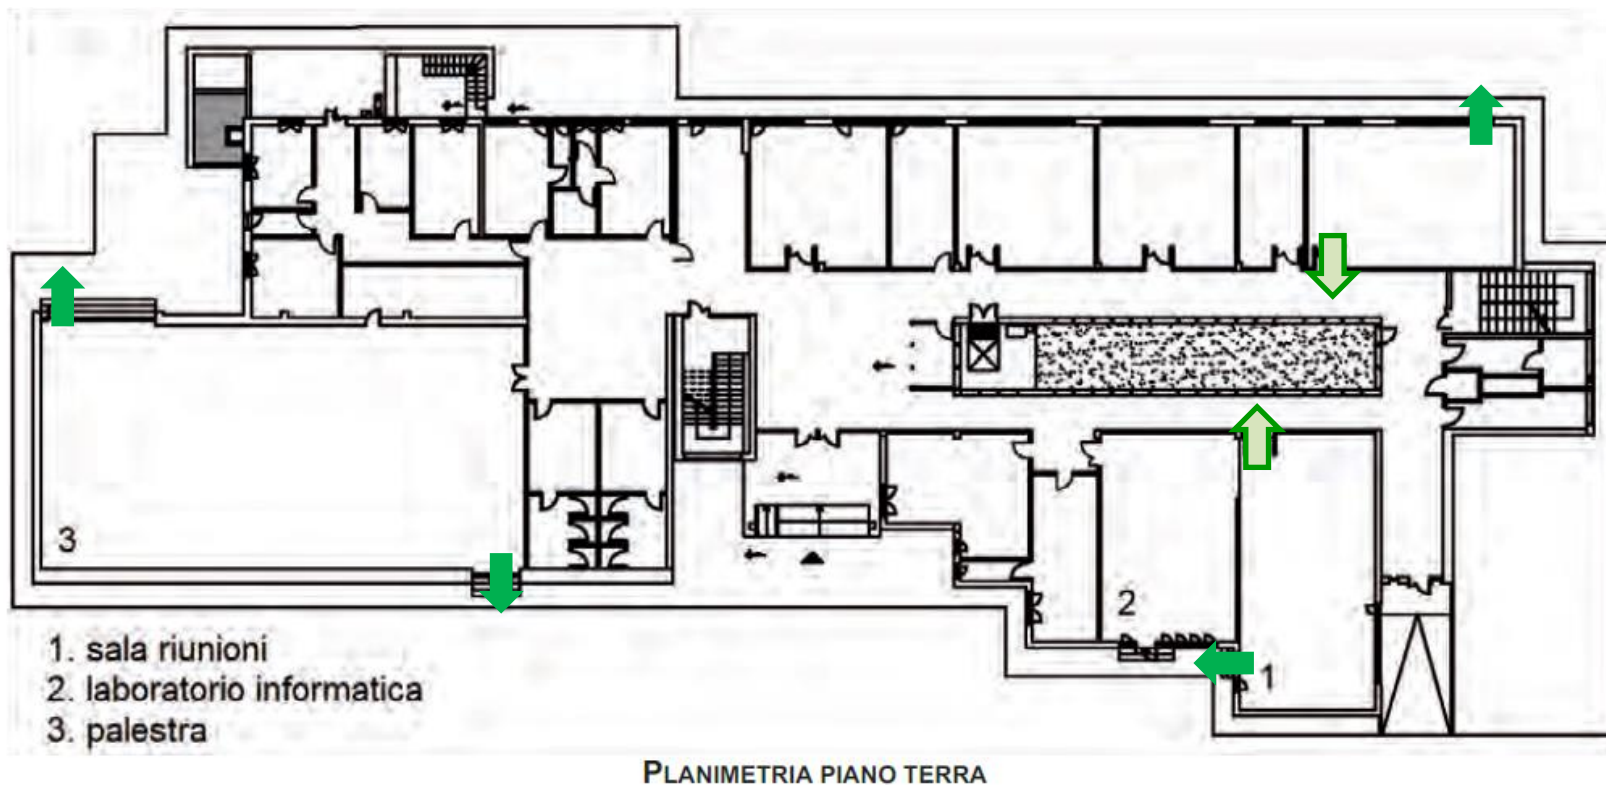 3
2
1
1. sala riunioni
2. laboratorio informatica
3. palestra
PLANIMETRIA PIANO TERRA